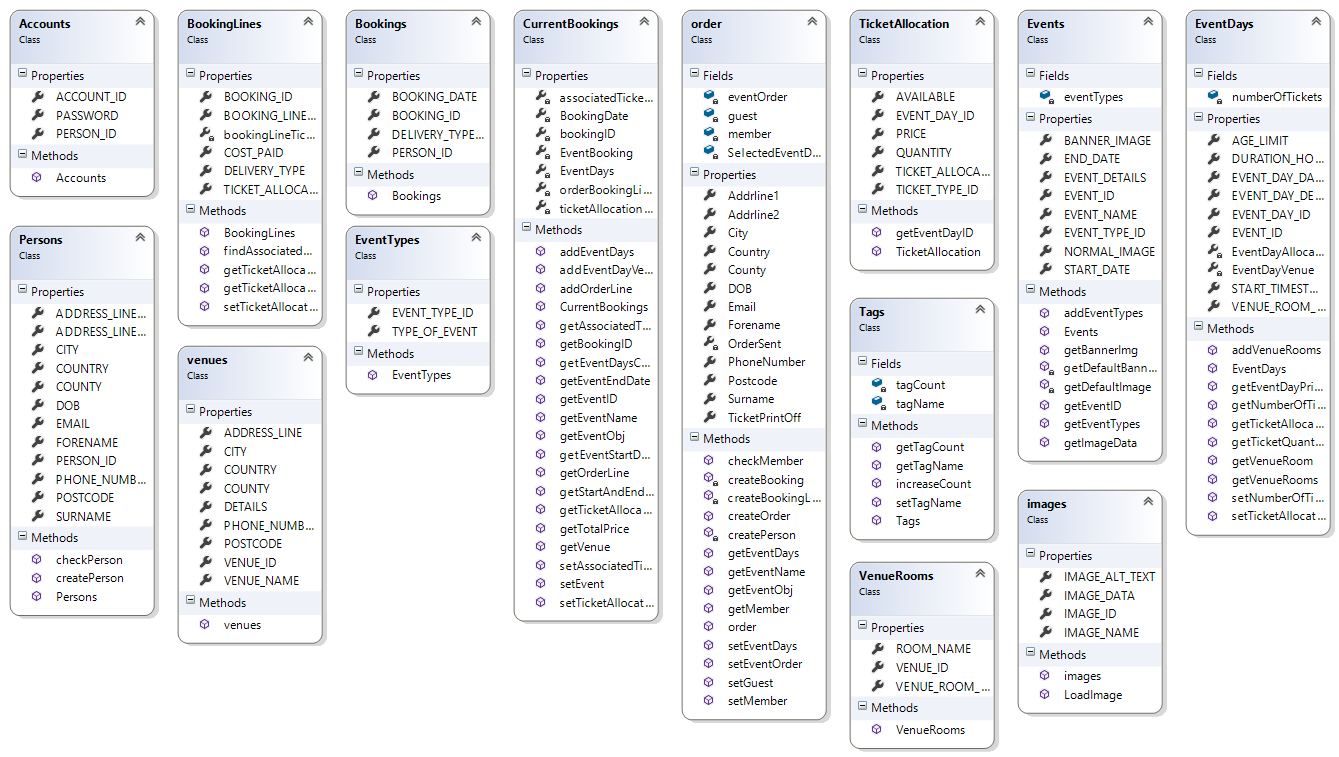 Accounts
Class
Properties
ACCOUNT_ID
PASSWORD
PERSON_ID
Methods
Accounts
Persons
Class
Properties
ADDRESS_LINE...
ADDRESS_LINE...
CITY
COUNTRY
COUNTY
DOB
EMAIL
FORENAME
PERSON_ID
PHONE_NUMB...
POSTCODE
SURNAME
Methods
checkPerson
createPerson
Persons
BookingLines
Class
Properties
BOOKING_ID
BOOKING_LINE...
bookingLineTic...
COST_PAID
DELIVERY_TYPE
TICKET_ALLOCA...
Methods
BookingLines
findAssociated...
getTicketAlloca...
getTicketAlloca...
setTicketAllocat...
venues
Class
Properties
ADDRESS_LINE
CITY
COUNTRY
COUNTY
DETAILS
PHONE_NUMB...
POSTCODE
VENUE_ID
VENUE_NAME
Methods
venues
Bookings
Class
Properties
BOOKING_DATE
BOOKING_ID
DELIVERY_TYPE...
PERSON_ID
Methods
Bookings
EventTypes
Class
Properties
EVENT_TYPE_ID
TYPE_OF_EVENT
Methods
EventTypes
CurrentBookings
Class
Properties
associatedTicke...
BookingDate
bookingID
EventBooking
EventDays
orderBookingLi...
ticketAllocation...
Methods
addEventDays
addEventDayVe...
addOrderLine
CurrentBookings
getAssociatedT...
getBookingID
getEventDaysC...
getEventEndDate
getEventID
getEventName
getEventObj
getEventStartD...
getOrderLine
getStartAndEnd...
getTicketAlloca...
getTotalPrice
getVenue
setAssociatedTi...
setEvent
setTicketAllocat...
order
Class
Fields
eventOrder
guest
member
SelectedEventD...
Properties
Addrline1
Addrline2
City
Country
County
DOB
Email
Forename
OrderSent
PhoneNumber
Postcode
Surname
TicketPrintOff
Methods
checkMember
createBooking
createBookingL...
createOrder
createPerson
getEventDays
getEventName
getEventObj
getMember
order
setEventDays
setEventOrder
setGuest
setMember
TicketAllocation
Class
Properties
AVAILABLE
EVENT_DAY_ID
PRICE
QUANTITY
TICKET_ALLOCA...
TICKET_TYPE_ID
Methods
getEventDayID
TicketAllocation
Tags
Class
Fields
tagCount
tagName
Methods
getTagCount
getTagName
increaseCount
setTagName
Tags
VenueRooms
Class
Properties
ROOM_NAME
VENUE_ID
VENUE_ROOM_...
Methods
VenueRooms
Events
Class
Fields
eventTypes
Properties
BANNER_IMAGE
END_DATE
EVENT_DETAILS
EVENT_ID
EVENT_NAME
EVENT_TYPE_ID
NORMAL_IMAGE
START_DATE
Methods
addEventTypes
Events
getBannerImg
getDefaultBann...
getDefaultImage
getEventID
getEventTypes
getImageData
images
Class
Properties
IMAGE_ALT_TEXT
IMAGE_DATA
IMAGE_ID
IMAGE_NAME
Methods
images
LoadImage
EventDays
Class
Fields
numberOfTickets
Properties
AGE_LIMIT
DURATION_HO...
EVENT_DAY_DA...
EVENT_DAY_DE...
EVENT_DAY_ID
EVENT_ID
EventDayAlloca...
EventDayVenue
START_TIMEST...
VENUE_ROOM_...
Methods
addVenueRooms
EventDays
getEventDayPri...
getNumberOfTi...
getTicketAlloca...
getTicketQuant...
getVenueRoom
getVenueRooms
setNumberOfTi...
setTicketAllocat...